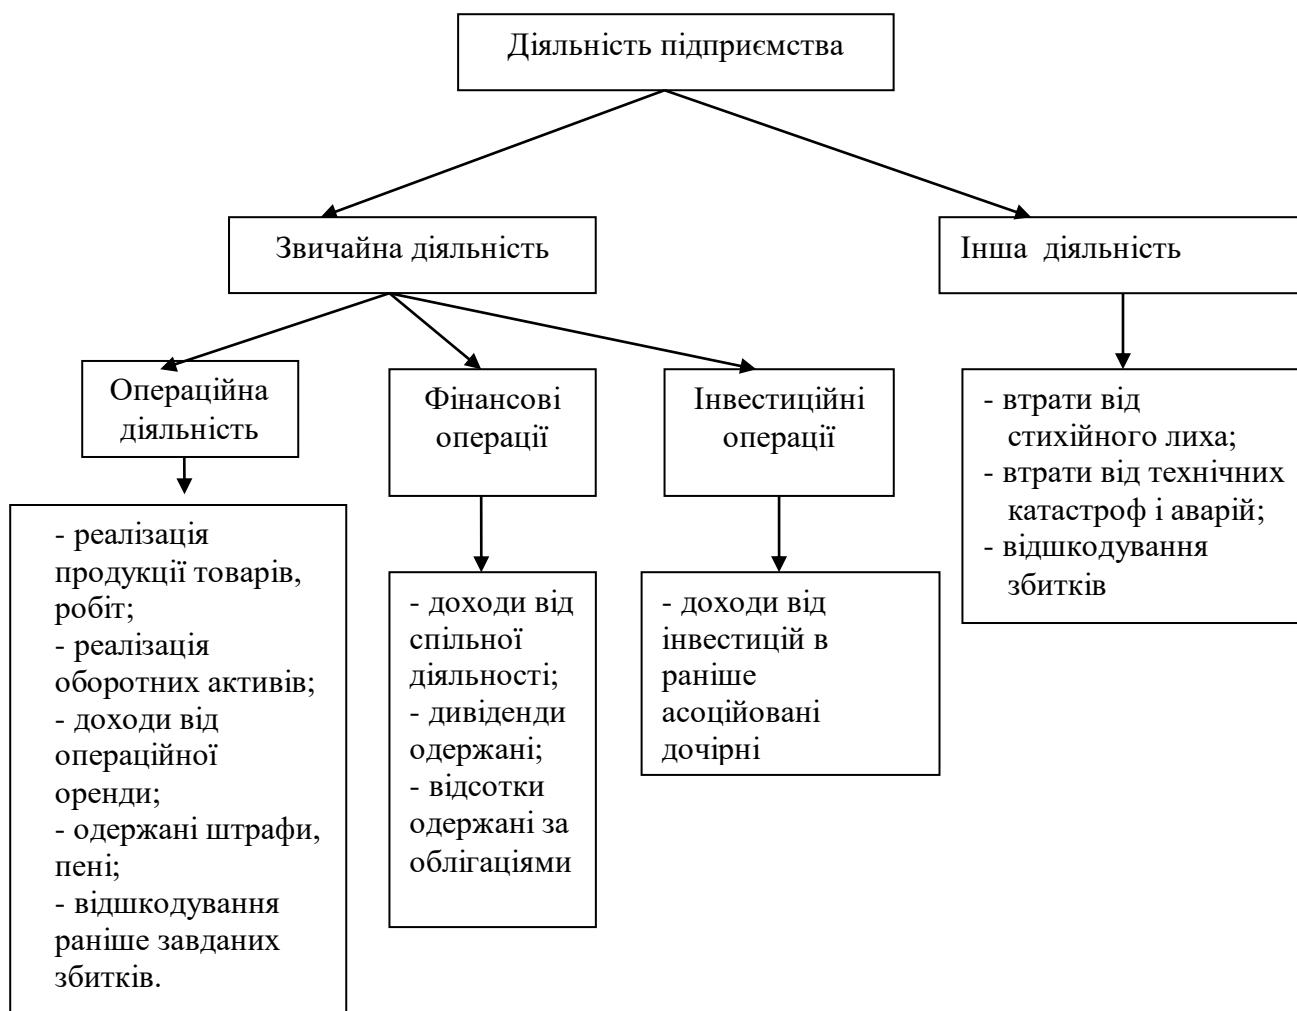 Діяльність підприємства
Звичайна діяльність
Інша діяльність
Операційна
діяльність
Фінансові
операції
Інвестиційні
операції
- втрати від
стихійного лиха;
- втрати від технічних
катастроф і аварій;
- відшкодування
збитків
- реалізація
продукції товарів,
робіт;
- реалізація
оборотних активів;
- доходи від
операційної
оренди;
- одержані штрафи,
пені;
- відшкодування
раніше завданих
збитків.
- доходи від
спільної
діяльності;
- дивіденди
одержані;
- відсотки
одержані за
облігаціями
- доходи від
інвестицій в
раніше
асоційовані
дочірні